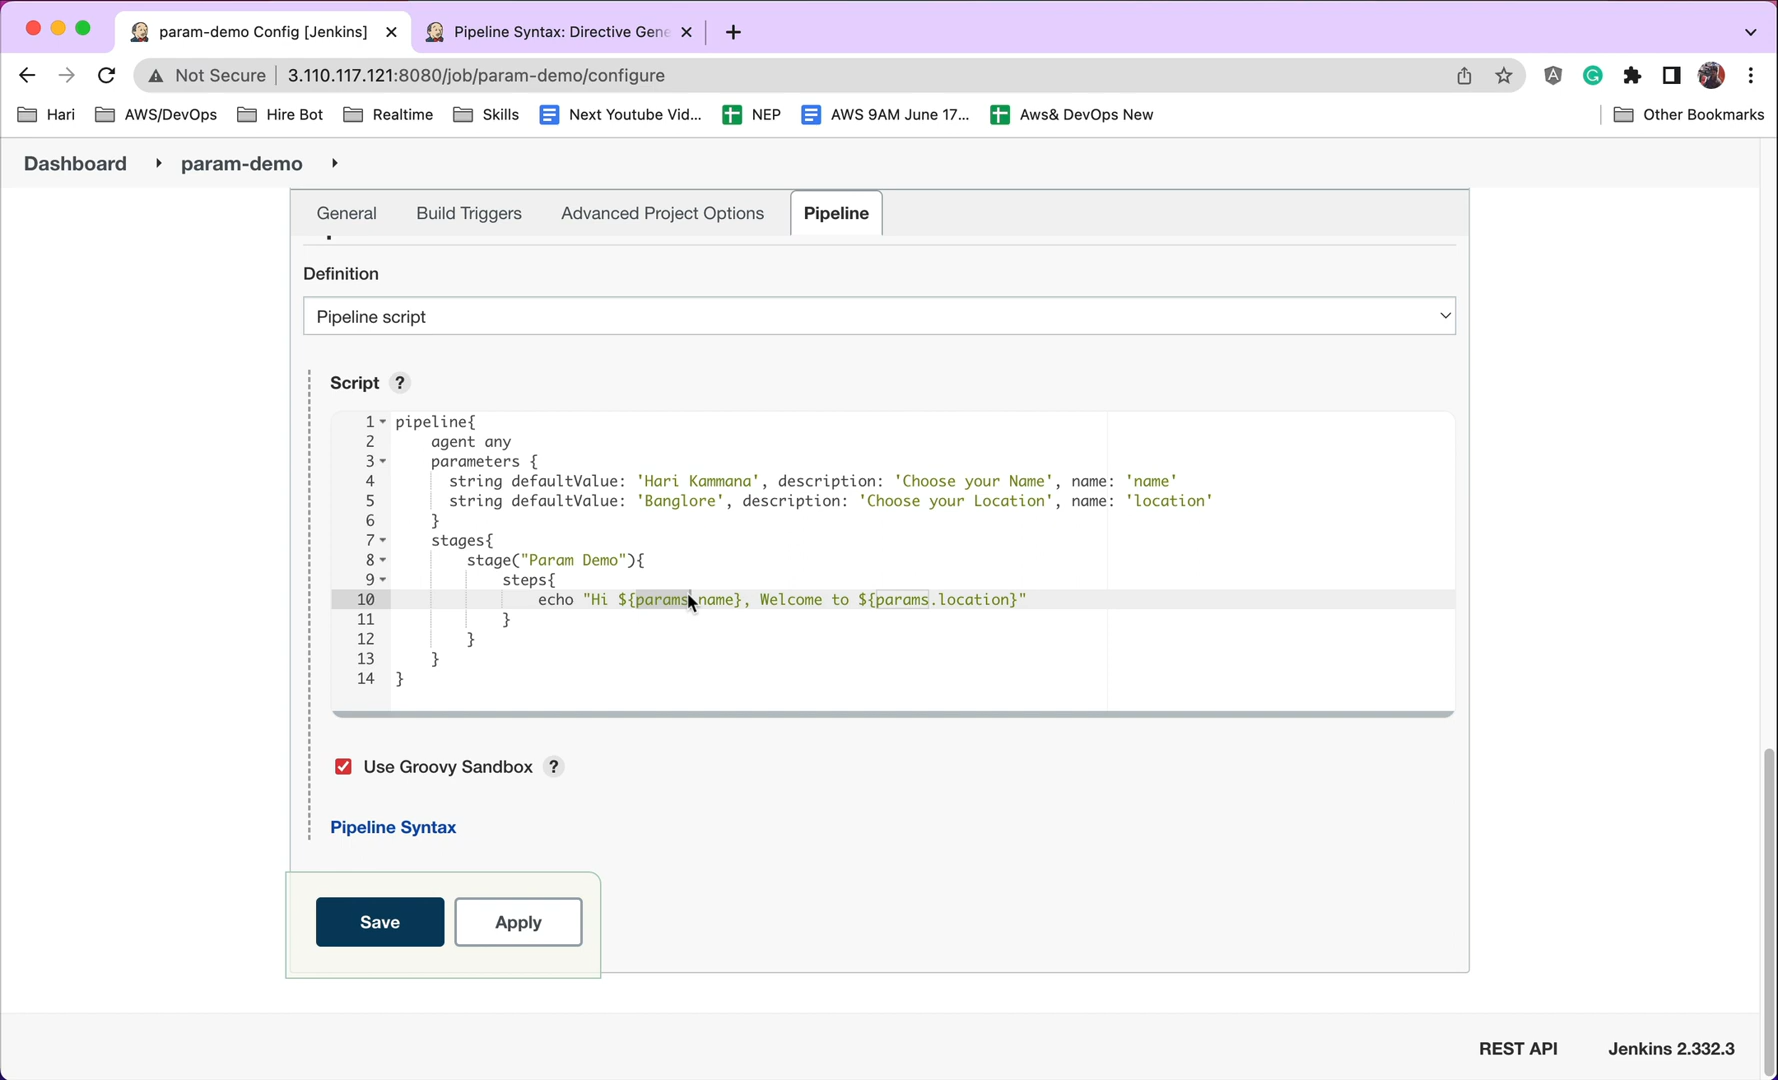 param-demo Config [Jenkins]
Pipeline Syntax: Directive Gene
Not Secure
3.110.117.121:8080/job/param-demo/configure
Hari
AWS/DevOps
Hire Bot
Realtime
Skills
Next Youtube Vid...
NEP
AWS 9AM June 17...
Aws& DevOps New
Other Bookmarks
Dashboard
param-demo
General
Build Triggers
Advanced Project Options
Pipeline
Definition
Pipeline script
Script ?
1 pipeline{
2 agent any
3 parameters {
4 string defaultValue: 'Hari Kammana', description: 'Choose your Name', name: 'name'
5 string defaultValue: 'Banglore', description: 'Choose your Location', name: 'location'
6 }
7 stages{
8 stage("Param Demo"){
9 steps{
10 echo "Hi ${params.name}, Welcome to ${params.location}"
11 }
12 }
13 }
14 }
Use Groovy Sandbox ?
Pipeline Syntax
Save
Apply
REST API
Jenkins 2.332.3